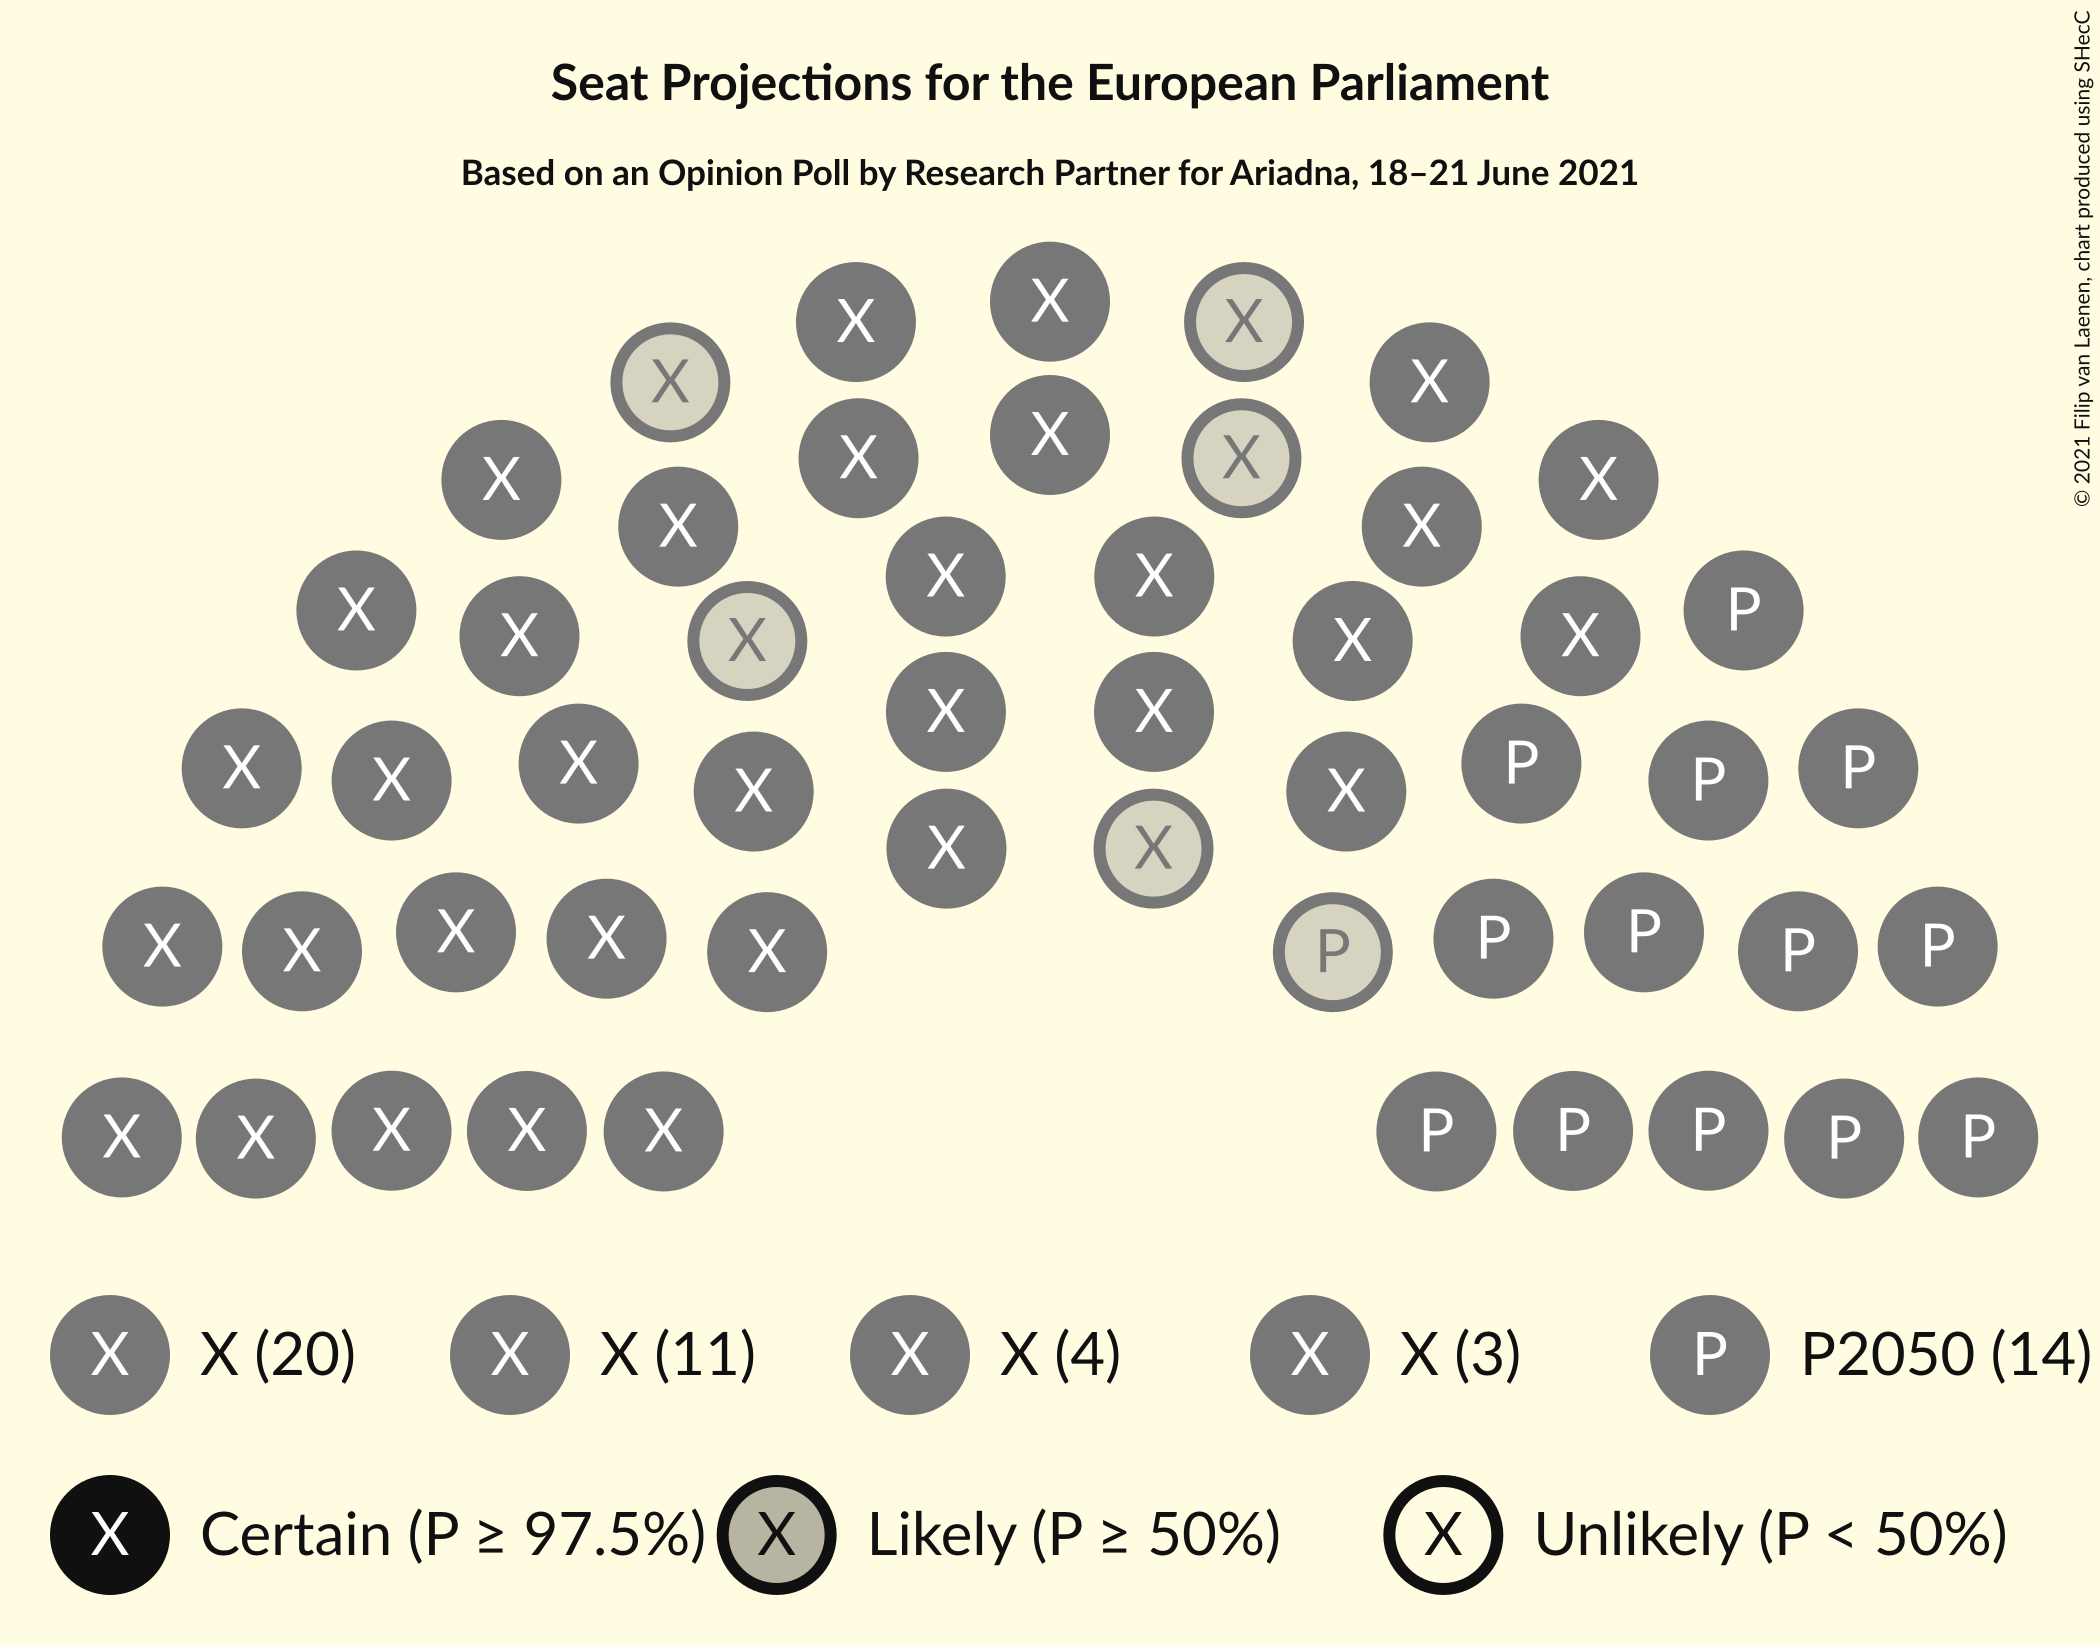 Seat Projections for the European Parliament
Based on an Opinion Poll by Research Partner for Ariadna, 18–21 June 2021
© 2021 Filip van Laenen, chart produced using SHecC
X
X X
X X
X
X X
X X
X X
X X
X X
X X
X X
X P
X X
X X
X P
X P
X X
X P
X P
X X
X P
X P
X P
X P
X P
X P
X P
X P
X P
X P
X P
X X (20) X X (11) X X (4) X X (3) P P2050 (14)
X Certain (P ≥ 97.5%) X Likely (P ≥ 50%) X Unlikely (P < 50%)